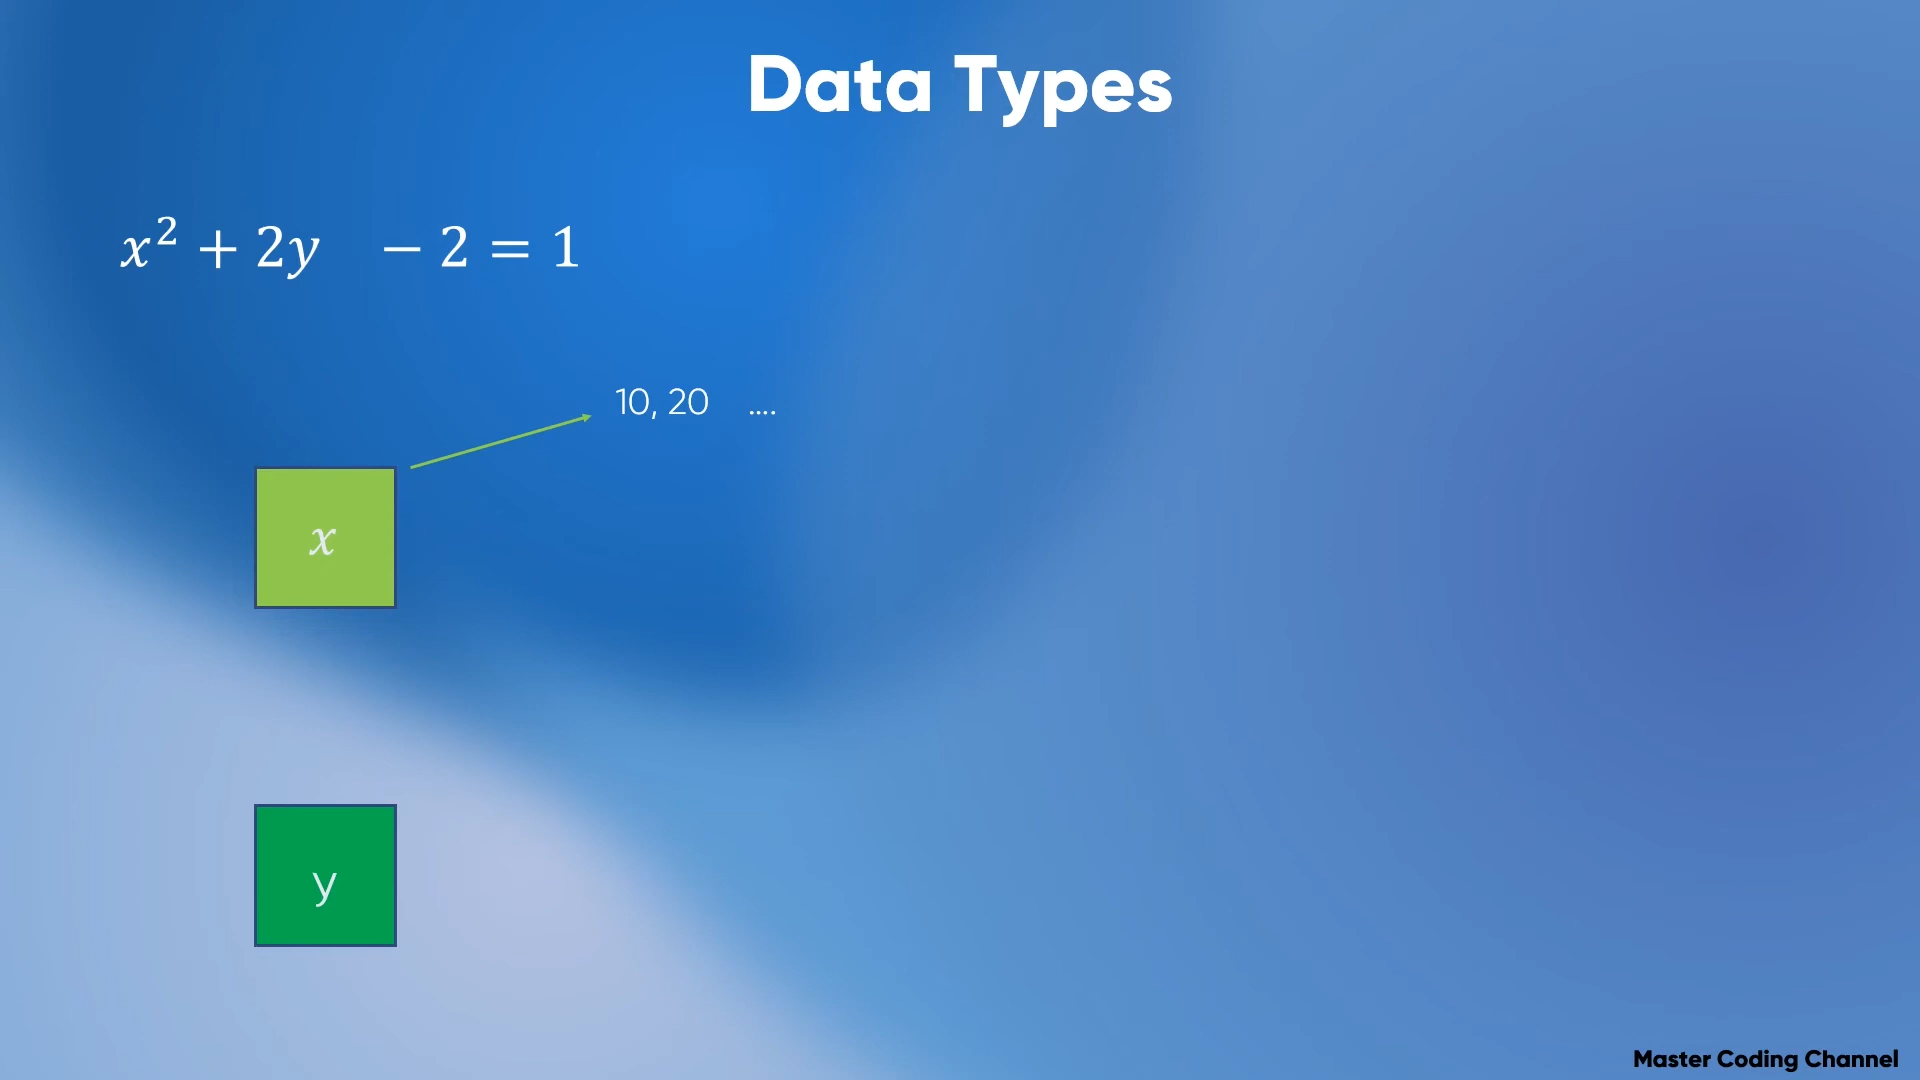 Data Types
x² + 2y − 2 = 1
10, 20 ....
x
y
Master Coding Channel